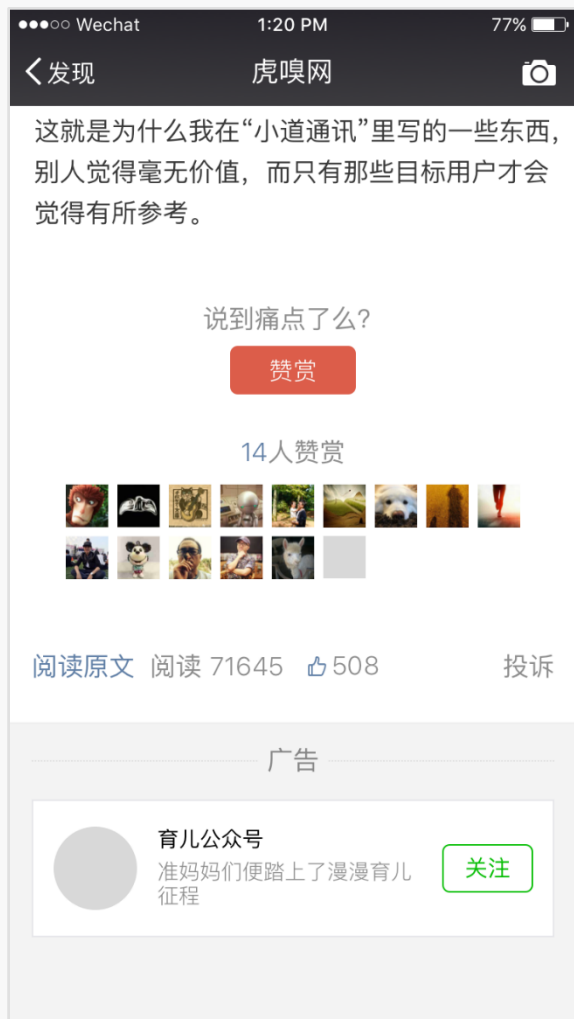 ●●●○○ Wechat 1:20 PM 77%
发现 虎嗅网
这就是为什么我在“小道通讯”里写的一些东西,
别人觉得毫无价值，而只有那些目标用户才会
觉得有所参考。
说到痛点了么?
赞赏
14人赞赏
阅读原文 阅读 71645 508 投诉
广告
育儿公众号
准妈妈们便踏上了漫漫育儿
征程
关注